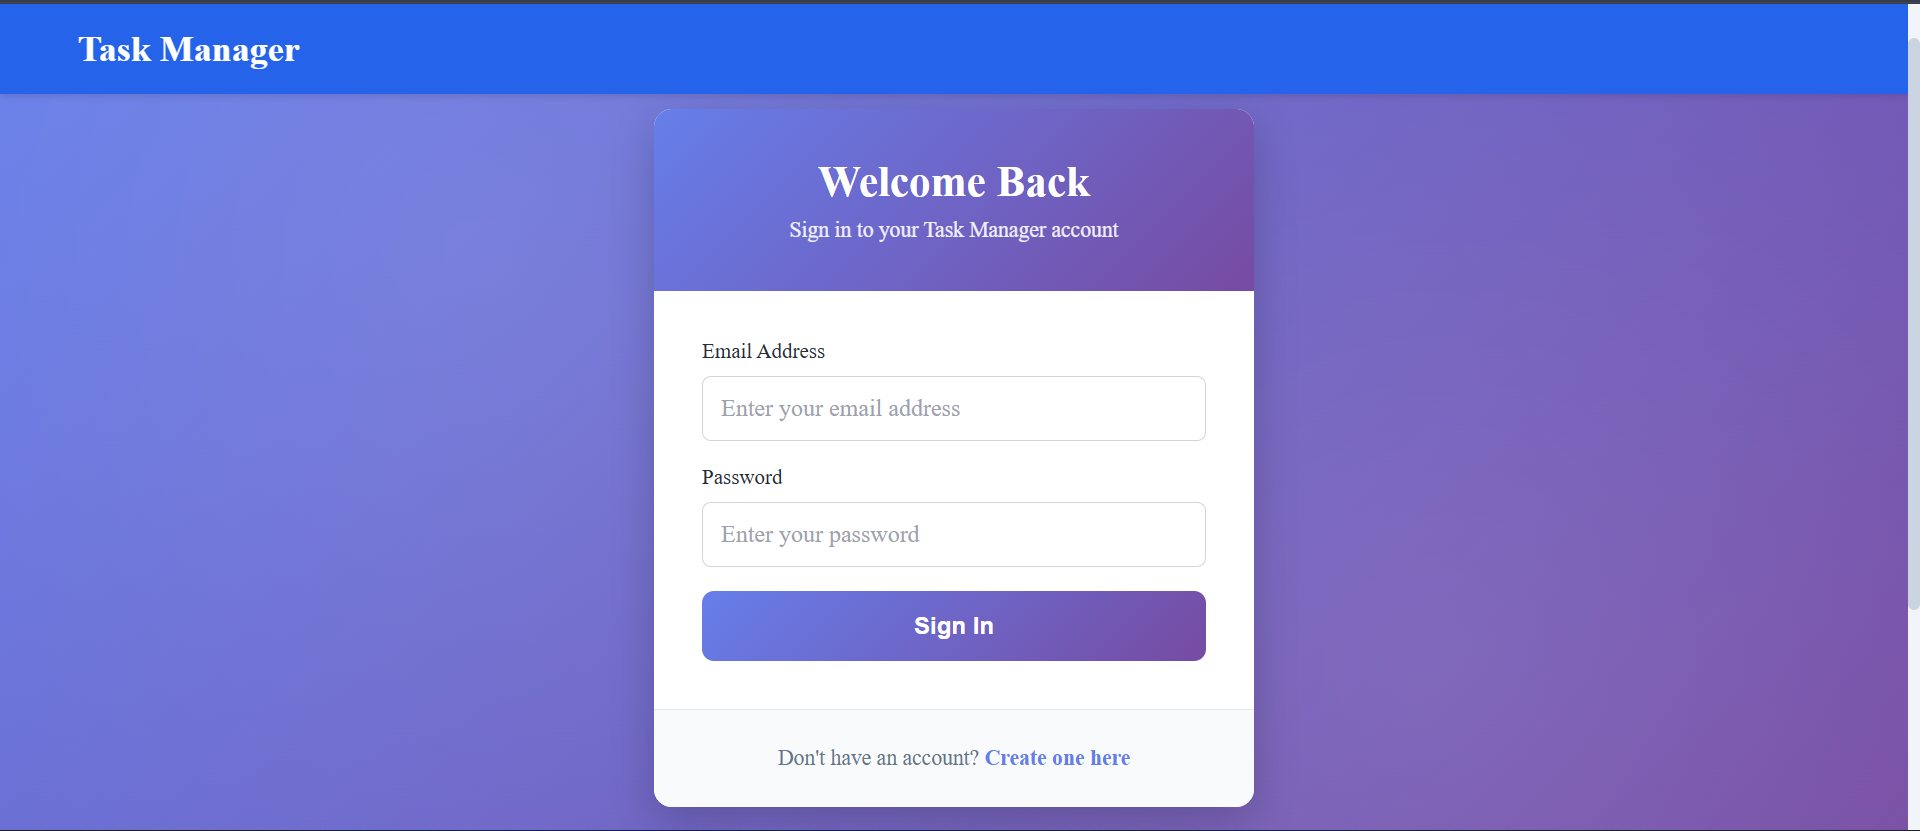 Task Manager
Welcome Back
Sign in to your Task Manager account
Email Address
Enter your email address
Password
Enter your password
Sign In
Don't have an account? Create one here